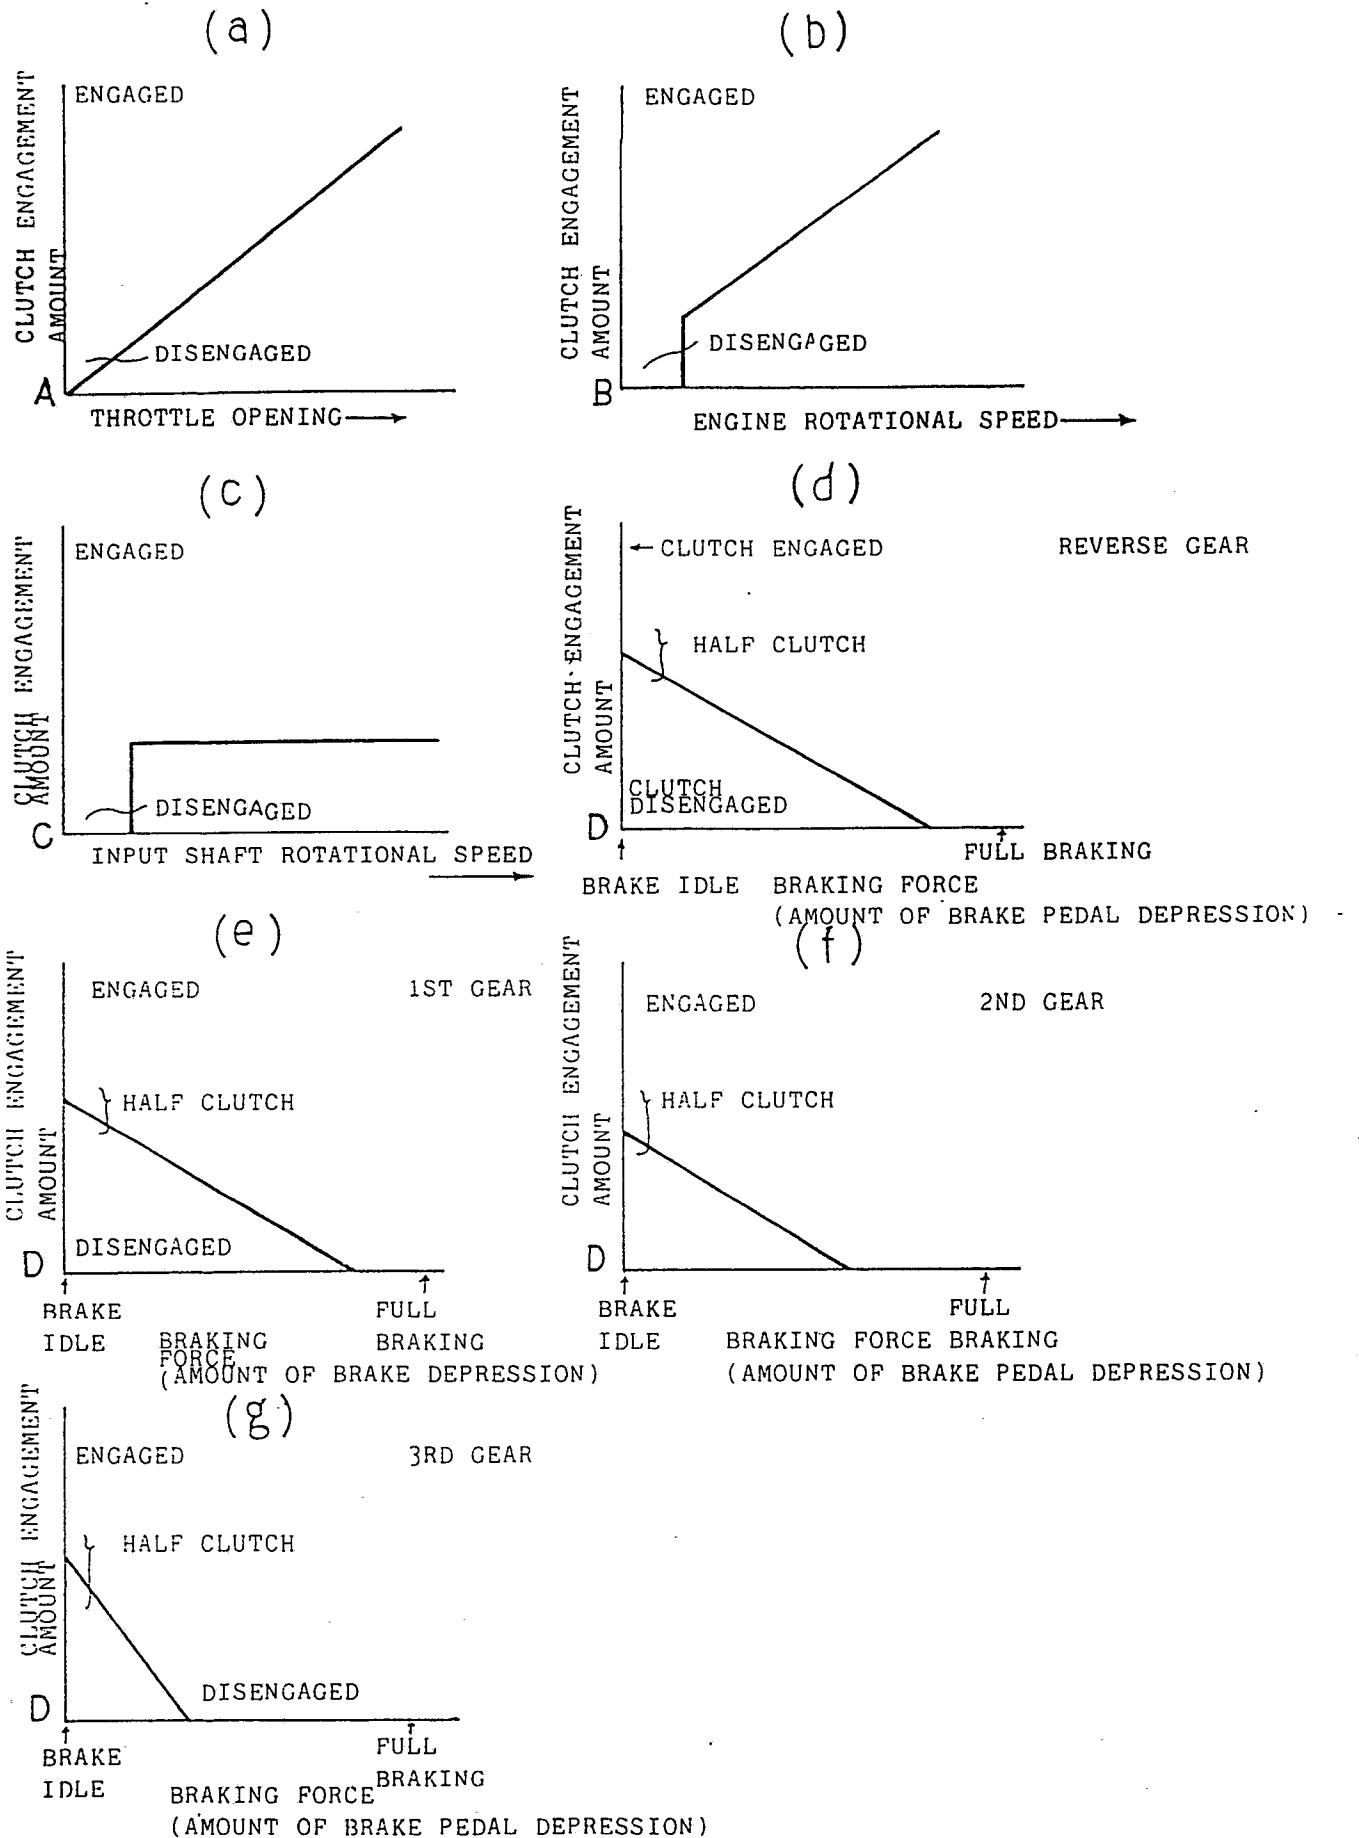 (a)
ENGAGED
CLUTCH ENGAGEMENT
AMOUNT
DISENGAGED
A
THROTTLE OPENING
(b)
ENGAGED
CLUTCH ENGAGEMENT
AMOUNT
DISENGAGED
B
ENGINE ROTATIONAL SPEED
(c)
ENGAGED
CLUTCH ENGAGEMENT
AMOUNT
DISENGAGED
C
INPUT SHAFT ROTATIONAL SPEED
(d)
CLUTCH ENGAGED
REVERSE GEAR
CLUTCH ENGAGEMENT
AMOUNT
HALF CLUTCH
CLUTCH
DISENGAGED
D
FULL BRAKING
BRAKE IDLE
BRAKING FORCE
(AMOUNT OF BRAKE PEDAL DEPRESSION)
(e)
ENGAGED
1ST GEAR
CLUTCH ENGAGEMENT
AMOUNT
HALF CLUTCH
DISENGAGED
D
BRAKE
IDLE
FULL
BRAKING
BRAKING
FORCE
(AMOUNT OF BRAKE DEPRESSION)
(f)
ENGAGED
2ND GEAR
CLUTCH ENGAGEMENT
AMOUNT
HALF CLUTCH
D
BRAKE
IDLE
FULL
BRAKING FORCE BRAKING
(AMOUNT OF BRAKE PEDAL DEPRESSION)
(g)
ENGAGED
3RD GEAR
CLUTCH ENGAGEMENT
AMOUNT
HALF CLUTCH
DISENGAGED
D
BRAKE
IDLE
FULL
BRAKING
BRAKING FORCE
(AMOUNT OF BRAKE PEDAL DEPRESSION)